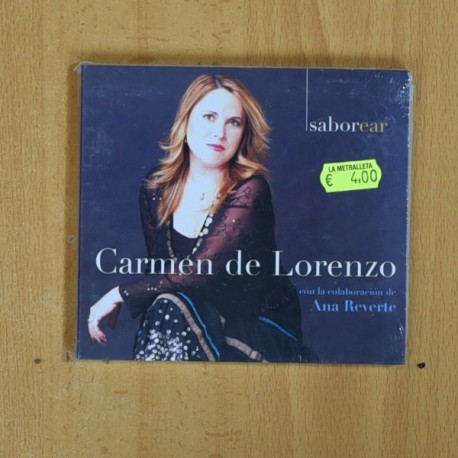 saborear
LA METRALLETA
€ 4,00
Carmen de Lorenzo
con la colaboración de
Ana Reverte